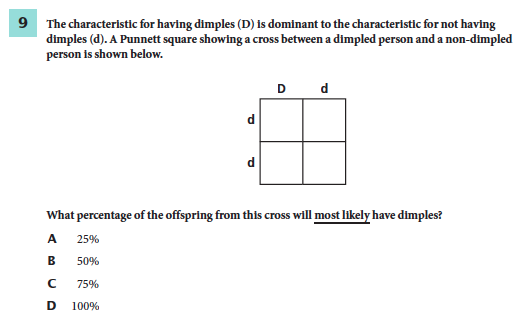 9 The characteristic for having dimples (D) is dominant to the characteristic for not having
dimples (d). A Punnett square showing a cross between a dimpled person and a non-dimpled
person is shown below.
D d
d
d
What percentage of the offspring from this cross will most likely have dimples?
A 25%
B 50%
C 75%
D 100%